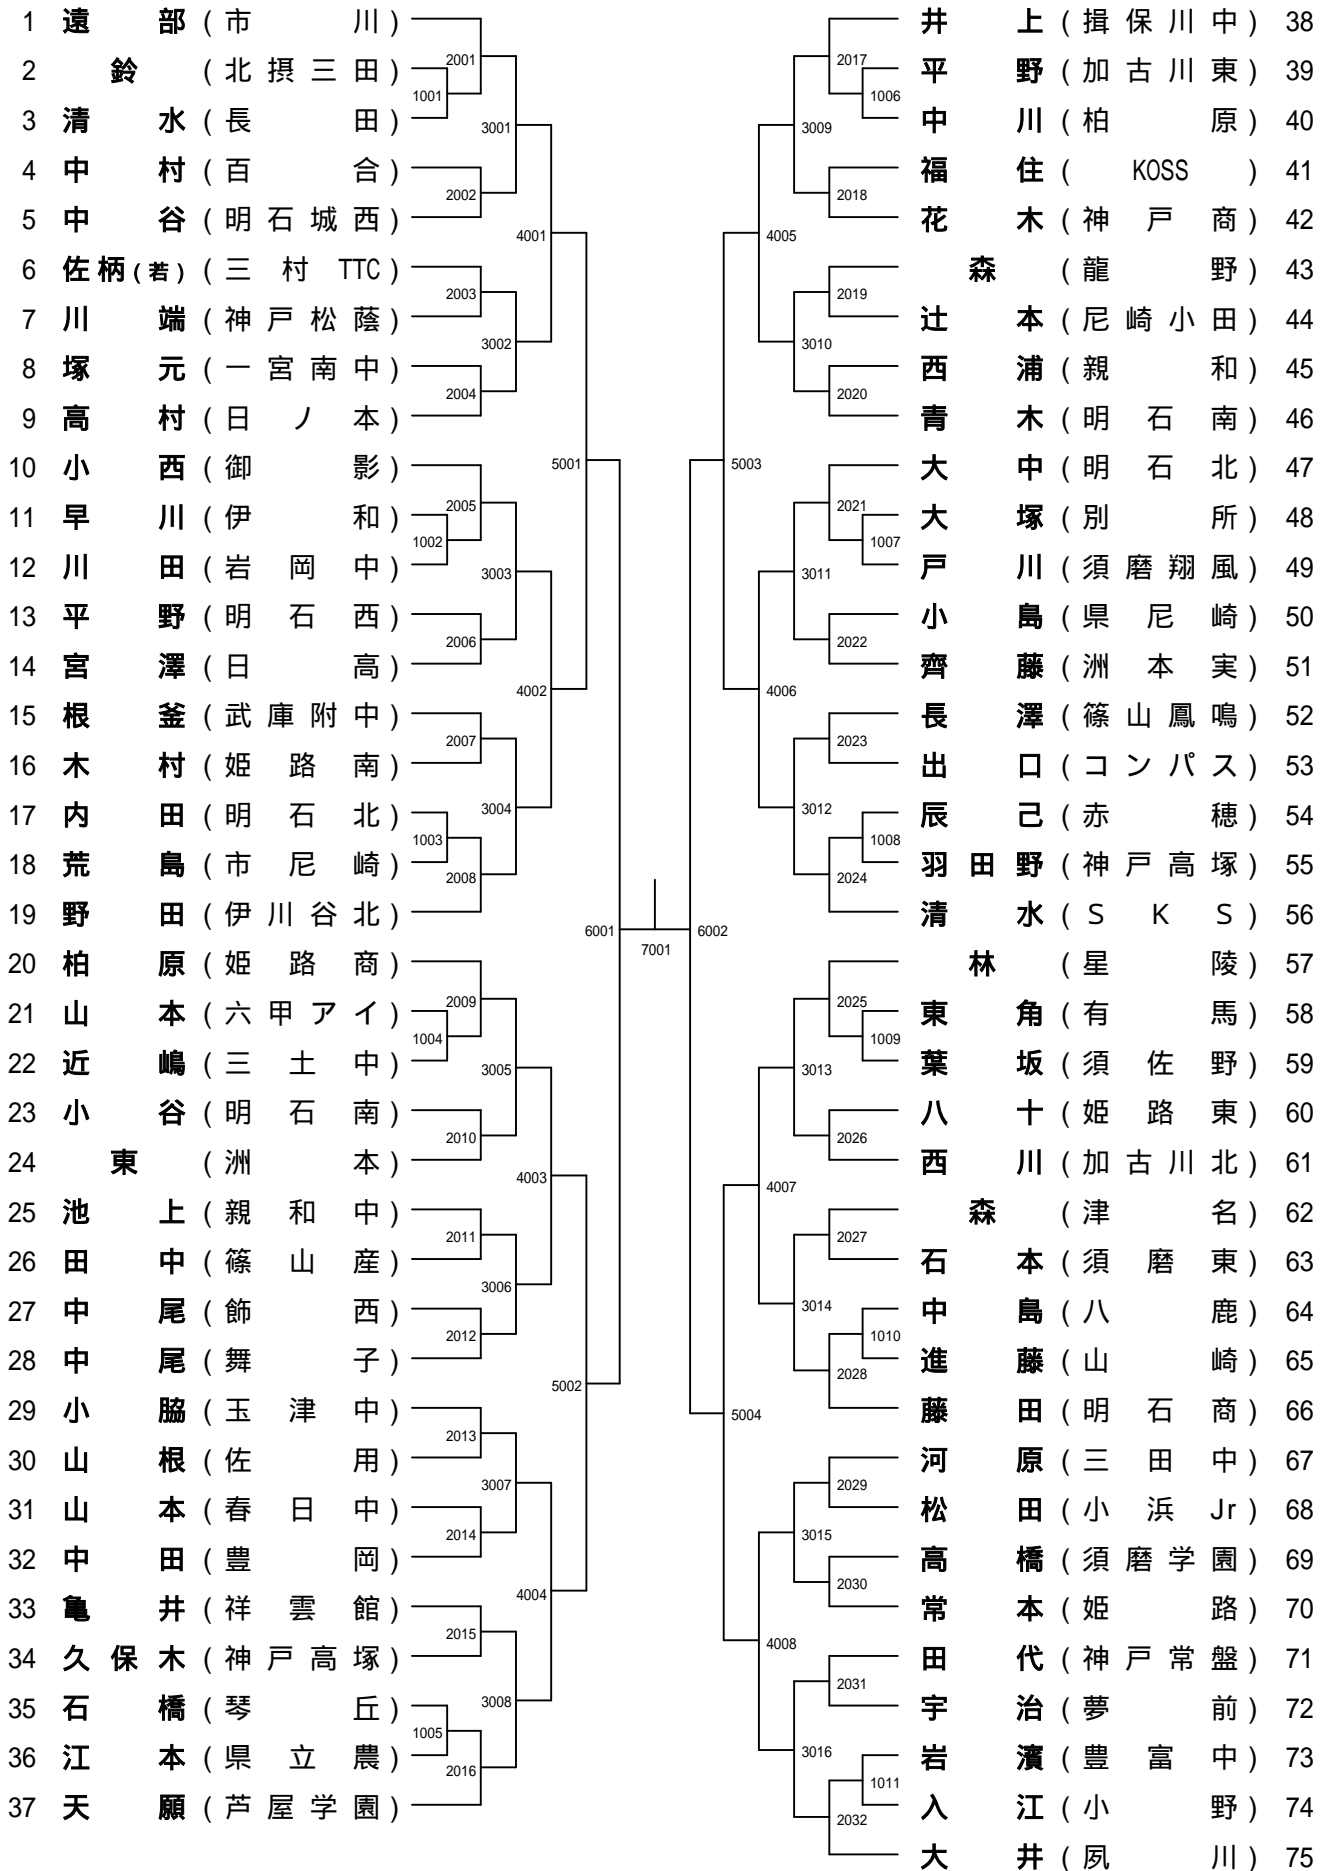 1 遠部 (市川)
2 鈴 (北摂三田)
3 清水 (長田)
4 中村 (百合)
5 中谷 (明石城西)
6 佐柄(若) (三村TTC)
7 川端 (神戸松蔭)
8 塚元 (一宮南中)
9 高村 (日ノ本)
10 小西 (御影)
11 早川 (伊和)
12 川田 (岩岡中)
13 平野 (明石西)
14 宮澤 (日高)
15 根釜 (武庫附中)
16 木村 (姫路南)
17 内田 (明石北)
18 荒島 (市尼崎)
19 野田 (伊川谷北)
20 柏原 (姫路商)
21 山本 (六甲アイ)
22 近嶋 (三土中)
23 小谷 (明石南)
24 東 (洲本)
25 池上 (親和中)
26 田中 (篠山産)
27 中尾 (飾西)
28 中尾 (舞子)
29 小脇 (玉津中)
30 山根 (佐用)
31 山本 (春日中)
32 中田 (豊岡)
33 亀井 (祥雲館)
34 久保木 (神戸高塚)
35 石橋 (琴丘)
36 江本 (県立農)
37 天願 (芦屋学園)
1001
1002
1003
1004
1005
2001
2002
2003
2004
2005
2006
2007
2008
2009
2010
2011
2012
2013
2014
2015
2016
3001
3002
3003
3004
3005
3006
3007
3008
4001
4002
4003
4004
5001
5002
6001
7001
6002
5003
5004
4005
4006
4007
4008
3009
3010
3011
3012
3013
3014
3015
3016
2017
2018
2019
2020
2021
2022
2023
2024
2025
2026
2027
2028
2029
2030
2031
2032
1006
1007
1008
1009
1010
1011
井上 (揖保川中) 38
平野 (加古川東) 39
中川 (柏原) 40
福住 (KOSS) 41
花木 (神戸商) 42
森 (龍野) 43
辻本 (尼崎小田) 44
西浦 (親和) 45
青木 (明石南) 46
大中 (明石北) 47
大塚 (別所) 48
戸川 (須磨翔風) 49
小島 (県尼崎) 50
齊藤 (洲本実) 51
長澤 (篠山鳳鳴) 52
出口 (コンパス) 53
辰己 (赤穂) 54
羽田野 (神戸高塚) 55
清水 (SKS) 56
林 (星陵) 57
東角 (有馬) 58
葉坂 (須佐野) 59
八十 (姫路東) 60
西川 (加古川北) 61
森 (津名) 62
石本 (須磨東) 63
中島 (八鹿) 64
進藤 (山崎) 65
藤田 (明石商) 66
河原 (三田中) 67
松田 (小浜Jr) 68
高橋 (須磨学園) 69
常本 (姫路) 70
田代 (神戸常盤) 71
宇治 (夢前) 72
岩濱 (豊富中) 73
入江 (小野) 74
大井 (夙川) 75